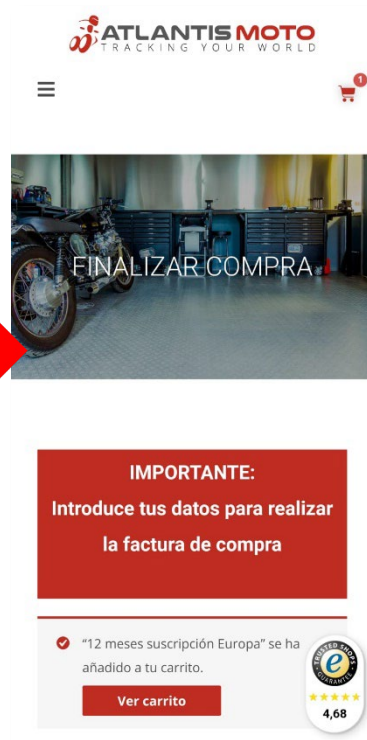 ATLANTIS MOTO
TRACKING YOUR WORLD
1
FINALIZAR COMPRA
IMPORTANTE:
Introduce tus datos para realizar
la factura de compra
“12 meses suscripción Europa” se ha
añadido a tu carrito.
Ver carrito
TRUSTED SHOPS
e
GUARANTEE
4,68